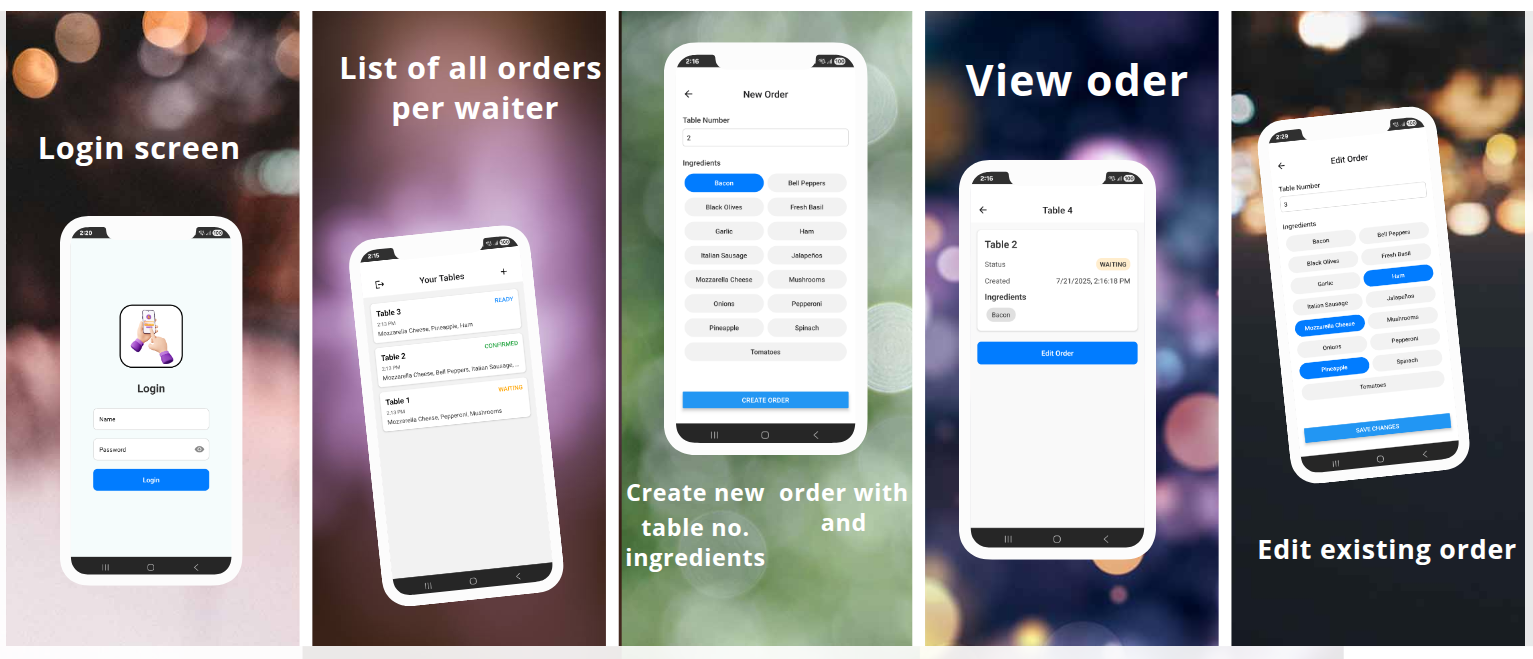 Login screen
2:20
100
Login
Name
Password
Login
List of all orders
per waiter
2:15
100
Your Tables +
Table 3 READY
2:13 PM
Mozzarella Cheese, Pineapple, Ham
Table 2 CONFIRMED
2:13 PM
Mozzarella Cheese, Bell Peppers, Italian Sausage,...
Table 1 WAITING
2:13 PM
Mozzarella Cheese, Pepperoni, Mushrooms
2:16
100
New Order
Table Number
2
Ingredients
Bacon Bell Peppers
Black Olives Fresh Basil
Garlic Ham
Italian Sausage Jalapeños
Mozzarella Cheese Mushrooms
Onions Pepperoni
Pineapple Spinach
Tomatoes
CREATE ORDER
Create new order with
table no. and
ingredients
View oder
2:16
100
Table 4
Table 2
Status WAITING
Created 7/21/2025, 2:16:18 PM
Ingredients
Bacon
Edit Order
2:29
100
Edit Order
Table Number
3
Ingredients
Bacon Bell Peppers
Black Olives Fresh Basil
Garlic Ham
Italian Sausage Jalapeños
Mozzarella Cheese Mushrooms
Onions Pepperoni
Pineapple Spinach
Tomatoes
SAVE CHANGES
Edit existing order